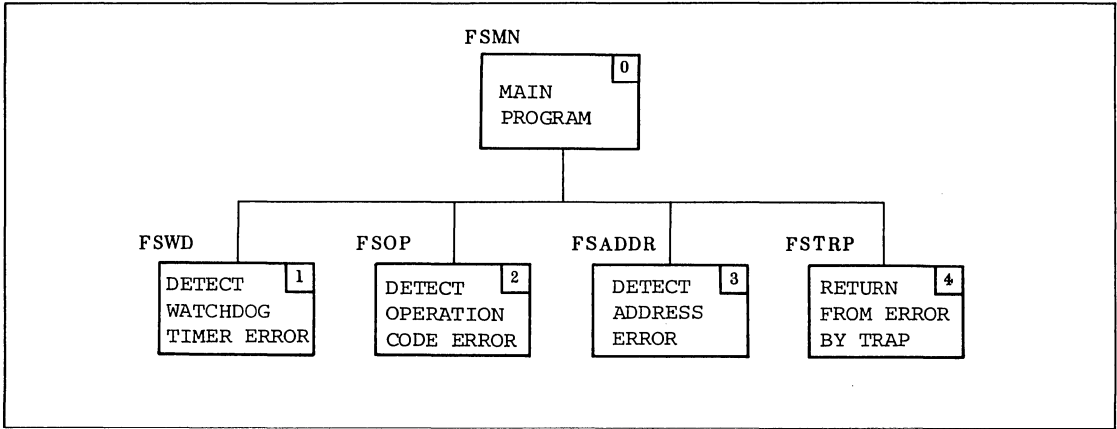 FSMN
0
MAIN
PROGRAM
FSWD
1
DETECT
WATCHDOG
TIMER ERROR
FSOP
2
DETECT
OPERATION
CODE ERROR
FSADDR
3
DETECT
ADDRESS
ERROR
FSTRP
4
RETURN
FROM ERROR
BY TRAP